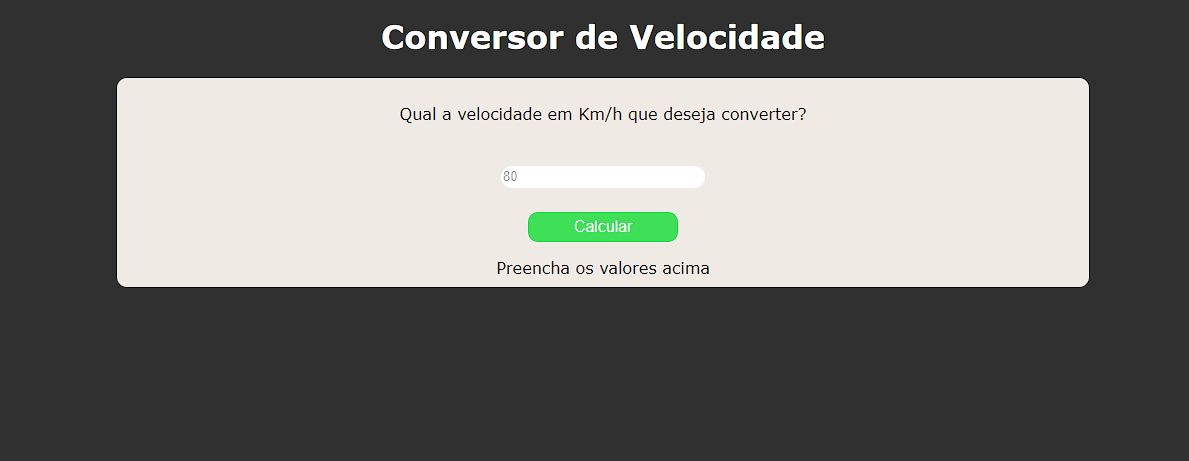 Conversor de Velocidade
Qual a velocidade em Km/h que deseja converter?
80
Calcular
Preencha os valores acima